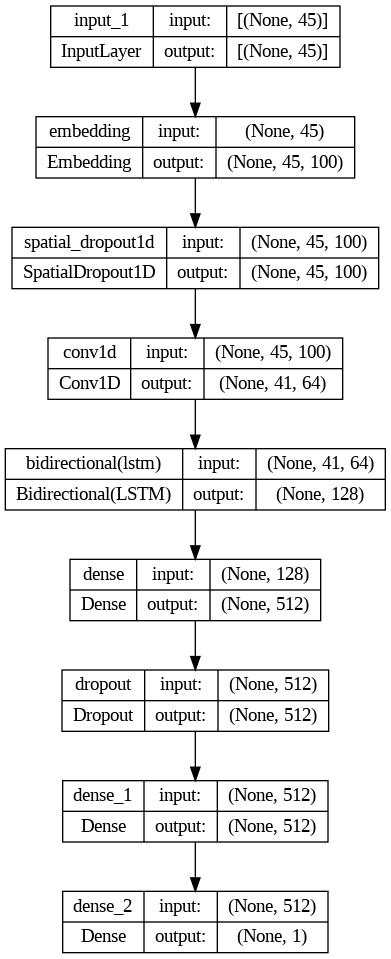 input_1 input: [(None, 45)]
InputLayer output: [(None, 45)]
embedding input: (None, 45)
Embedding output: (None, 45, 100)
spatial_dropout1d input: (None, 45, 100)
SpatialDropout1D output: (None, 45, 100)
conv1d input: (None, 45, 100)
Conv1D output: (None, 41, 64)
bidirectional(lstm) input: (None, 41, 64)
Bidirectional(LSTM) output: (None, 128)
dense input: (None, 128)
Dense output: (None, 512)
dropout input: (None, 512)
Dropout output: (None, 512)
dense_1 input: (None, 512)
Dense output: (None, 512)
dense_2 input: (None, 512)
Dense output: (None, 1)